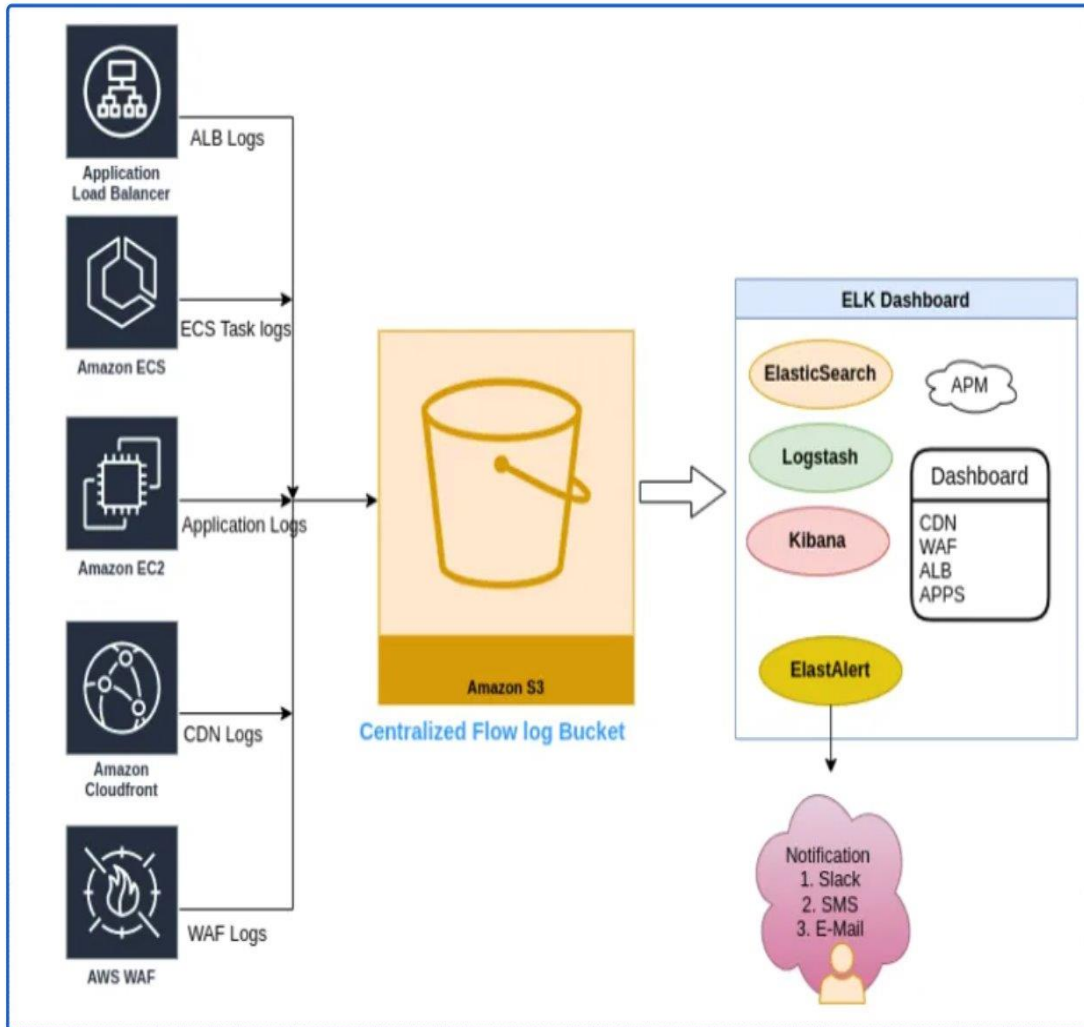 ALB Logs
Application
Load Balancer
ECS Task logs
Amazon ECS
Application Logs
Amazon EC2
CDN Logs
Amazon
Cloudfront
WAF Logs
AWS WAF
Amazon S3
Centralized Flow log Bucket
ELK Dashboard
ElasticSearch
APM
Logstash
Kibana
Dashboard
CDN
WAF
ALB
APPS
ElastAlert
Notification
1. Slack
2. SMS
3. E-Mail